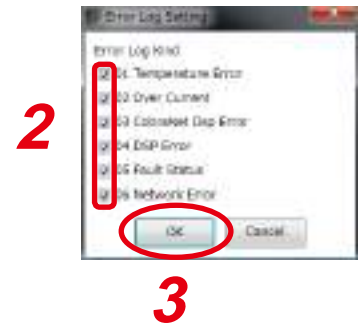 Error Log Setting
Error Log Kind
01 Temperature Error
02 Over Current
03 CobraNet Dsp Error
04 DSP Error
05 Fault Status
06 Network Error
2
OK
Cancel
3